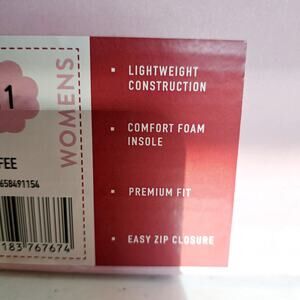 1
WOMENS
FEE
658491154
183 767674
LIGHTWEIGHT
CONSTRUCTION
COMFORT FOAM
INSOLE
PREMIUM FIT
EASY ZIP CLOSURE